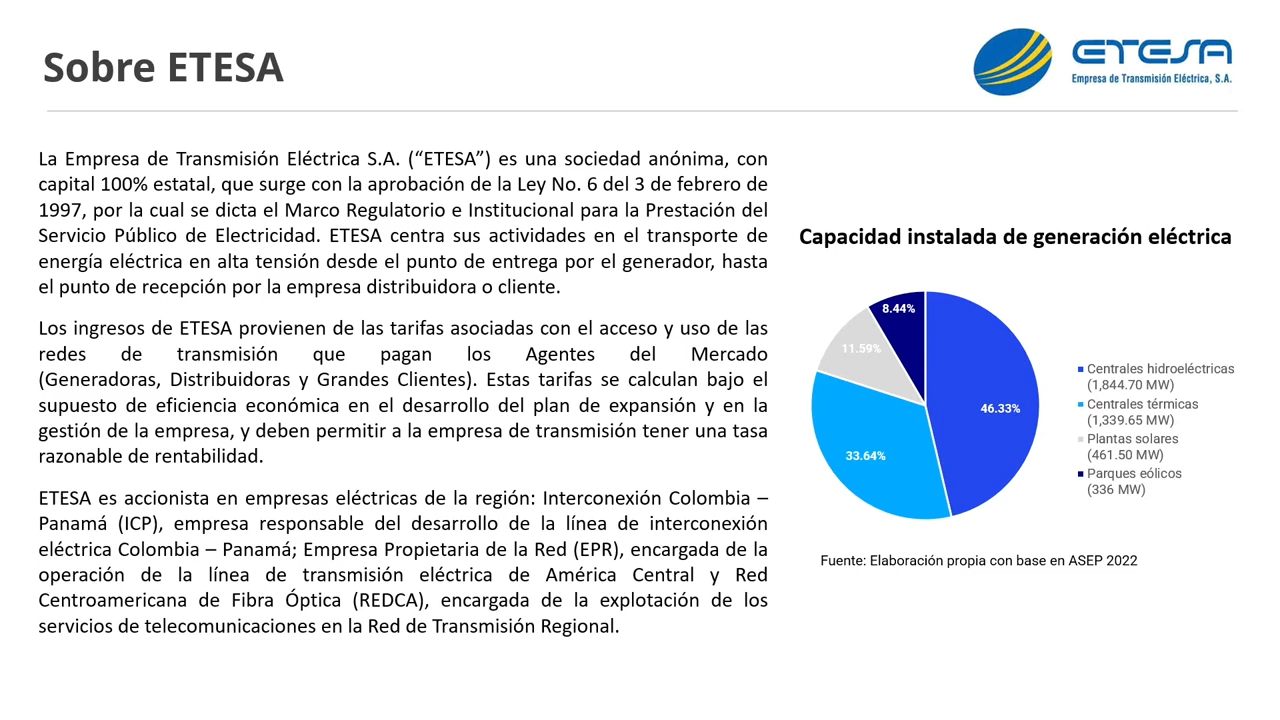 Sobre ETESA
ETESA
Empresa de Transmisión Eléctrica, S.A.
La Empresa de Transmisión Eléctrica S.A. (“ETESA”) es una sociedad anónima, con
capital 100% estatal, que surge con la aprobación de la Ley No. 6 del 3 de febrero de
1997, por la cual se dicta el Marco Regulatorio e Institucional para la Prestación del
Servicio Público de Electricidad. ETESA centra sus actividades en el transporte de
energía eléctrica en alta tensión desde el punto de entrega por el generador, hasta
el punto de recepción por la empresa distribuidora o cliente.
Los ingresos de ETESA provienen de las tarifas asociadas con el acceso y uso de las
redes de transmisión que pagan los Agentes del Mercado
(Generadoras, Distribuidoras y Grandes Clientes). Estas tarifas se calculan bajo el
supuesto de eficiencia económica en el desarrollo del plan de expansión y en la
gestión de la empresa, y deben permitir a la empresa de transmisión tener una tasa
razonable de rentabilidad.
ETESA es accionista en empresas eléctricas de la región: Interconexión Colombia –
Panamá (ICP), empresa responsable del desarrollo de la línea de interconexión
eléctrica Colombia – Panamá; Empresa Propietaria de la Red (EPR), encargada de la
operación de la línea de transmisión eléctrica de América Central y Red
Centroamericana de Fibra Óptica (REDCA), encargada de la explotación de los
servicios de telecomunicaciones en la Red de Transmisión Regional.
Capacidad instalada de generación eléctrica
8.44%
11.59%
46.33%
33.64%
Centrales hidroeléctricas
(1,844.70 MW)
Centrales térmicas
(1,339.65 MW)
Plantas solares
(461.50 MW)
Parques eólicos
(336 MW)
Fuente: Elaboración propia con base en ASEP 2022